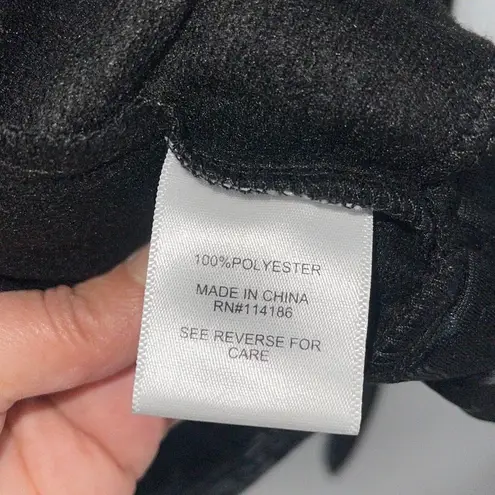 100%POLYESTER
MADE IN CHINA
RN#114186
SEE REVERSE FOR
CARE